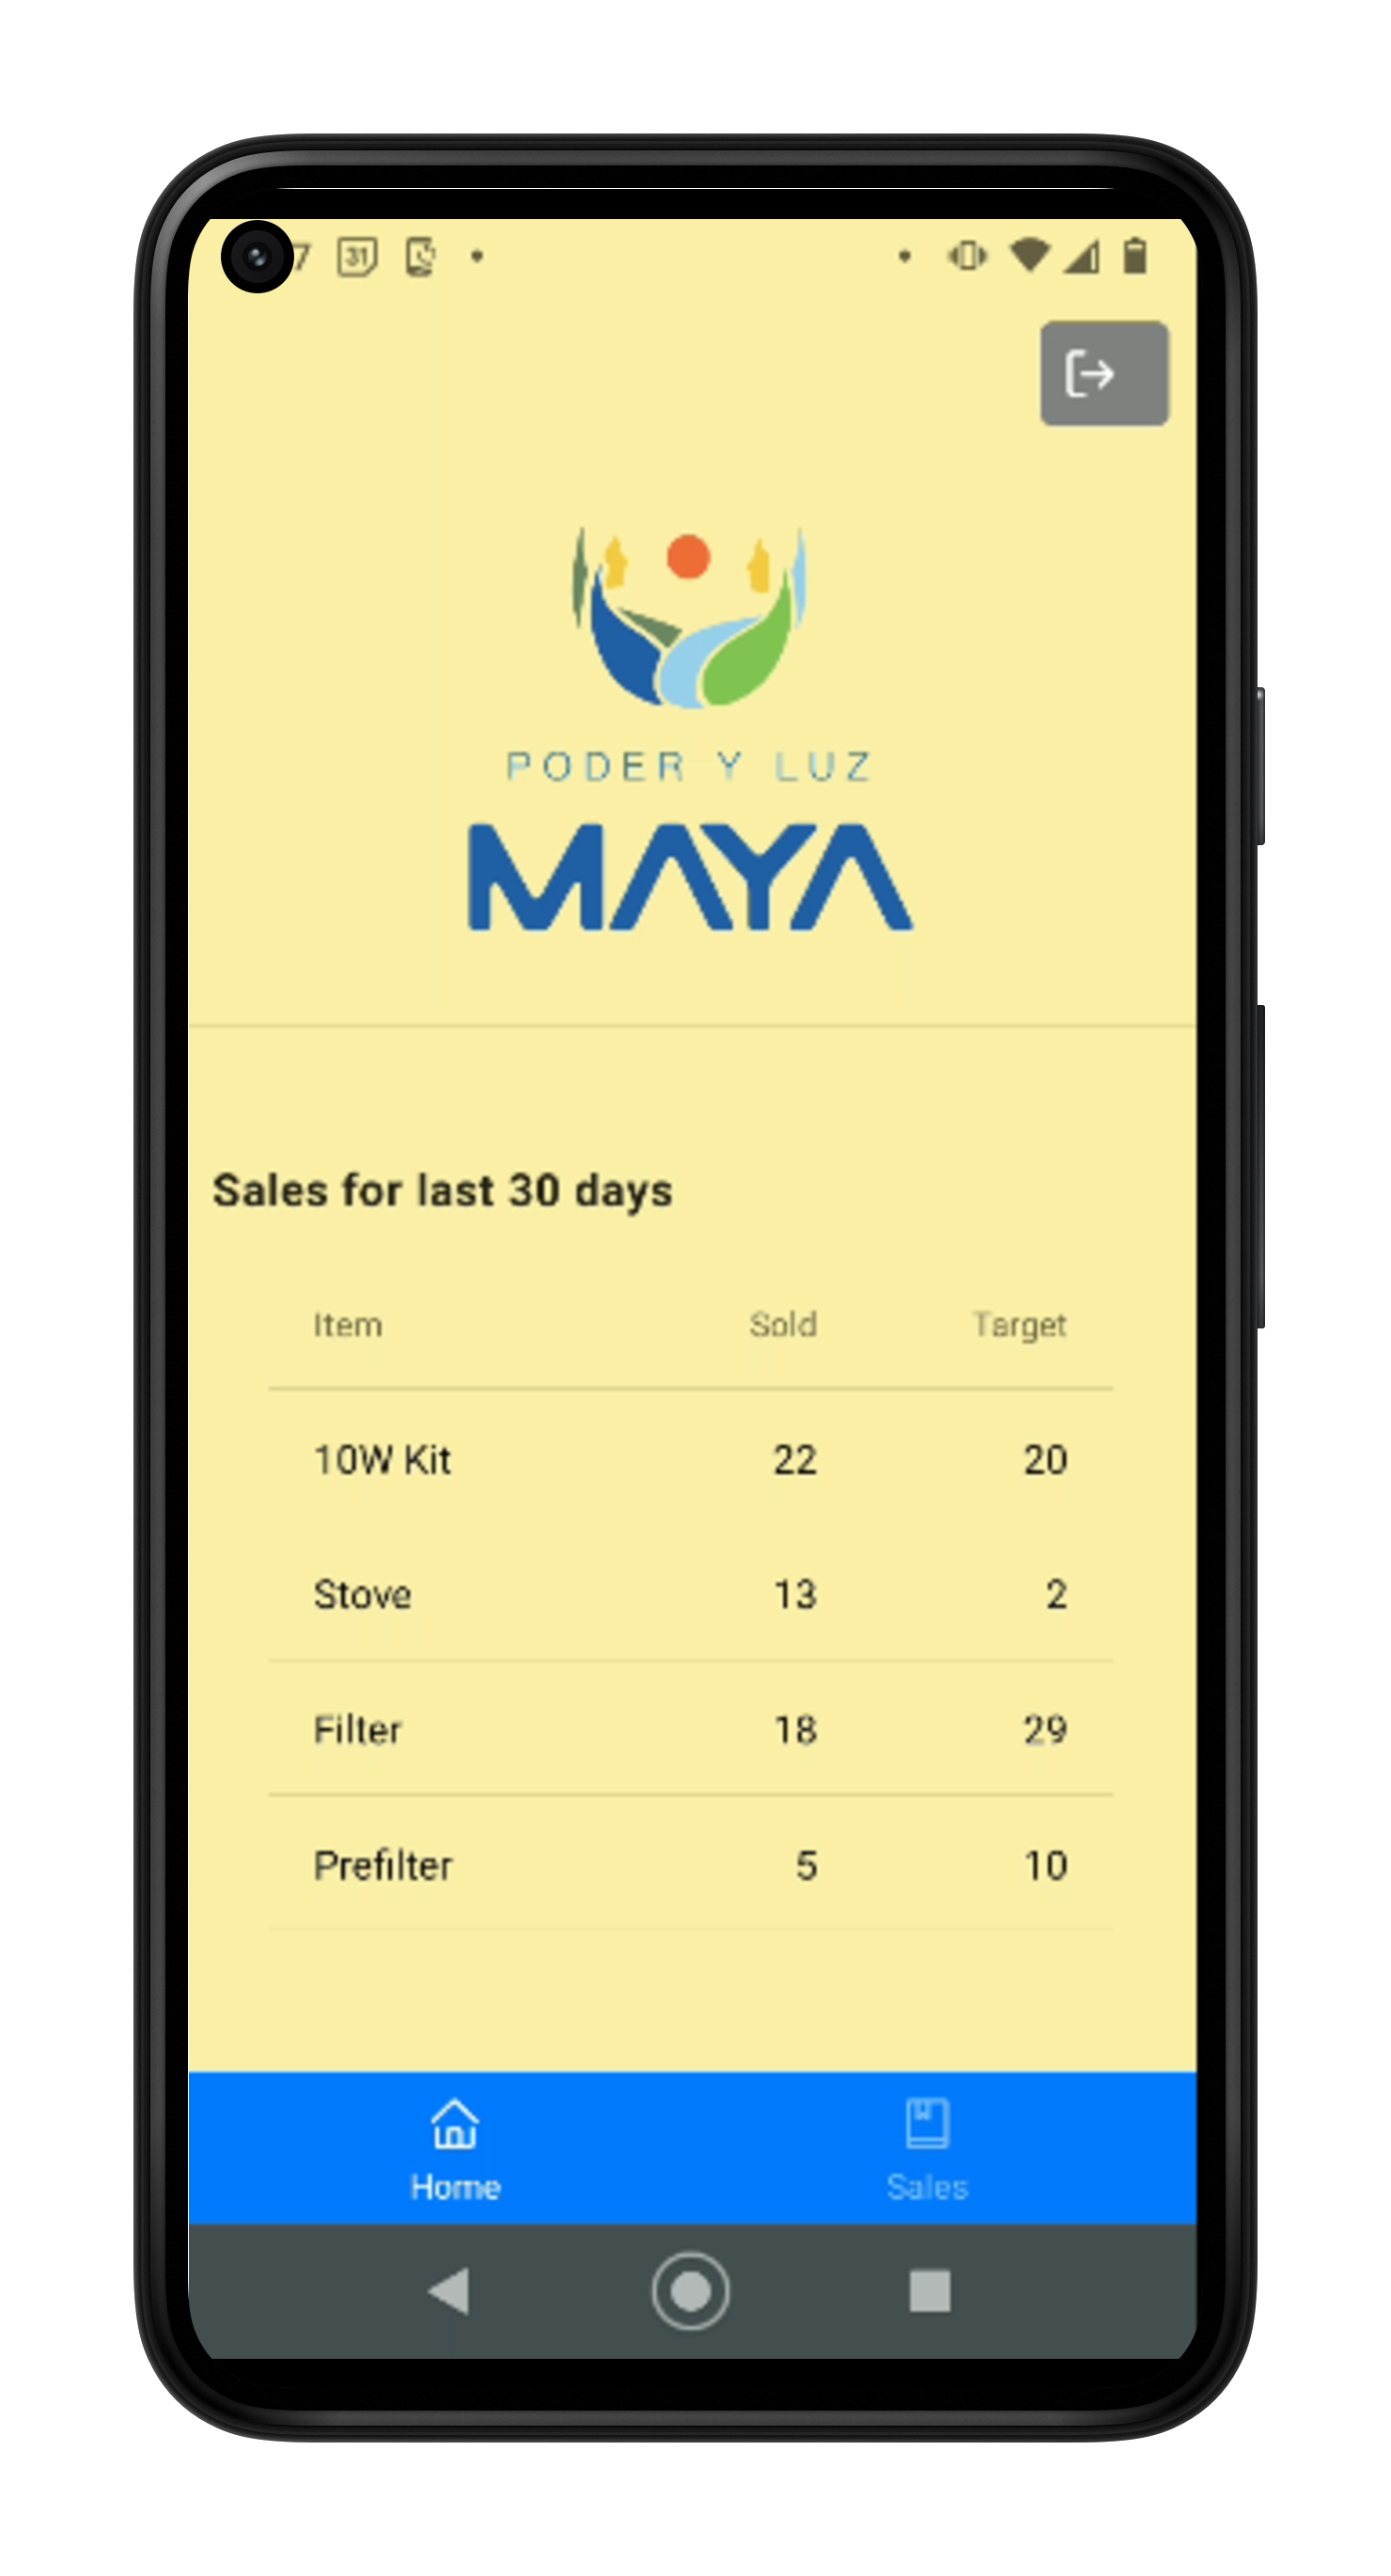 7 31
PODER Y LUZ
MAYA
Sales for last 30 days
Item Sold Target
10W Kit 22 20
Stove 13 2
Filter 18 29
Prefilter 5 10
Home Sales